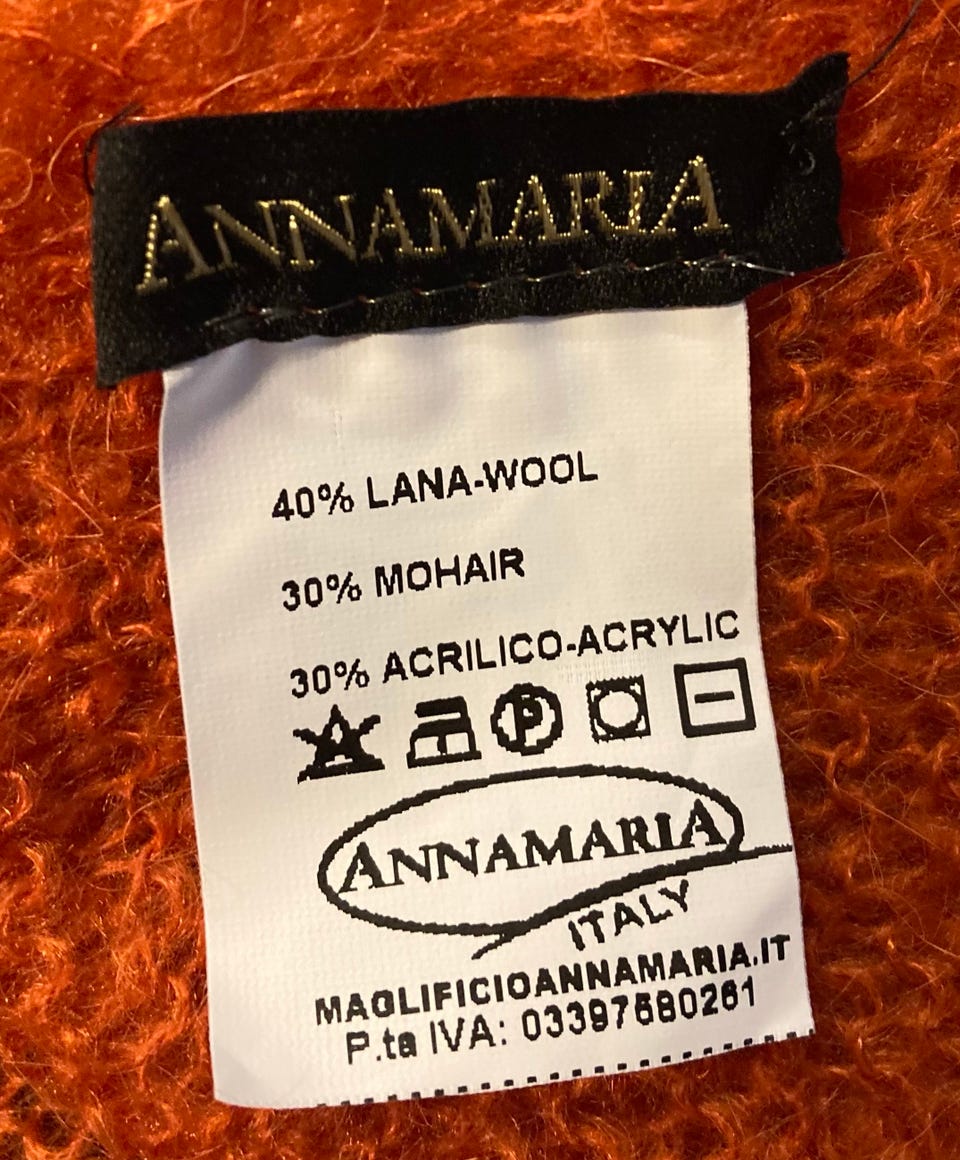 ANNAMARIA
40% LANA-WOOL
30% MOHAIR
30% ACRILICO-ACRYLIC
P
ANNAMARIA
ITALY
MAGLIFICIOANNAMARIA.IT
P.ta IVA: 03397680261